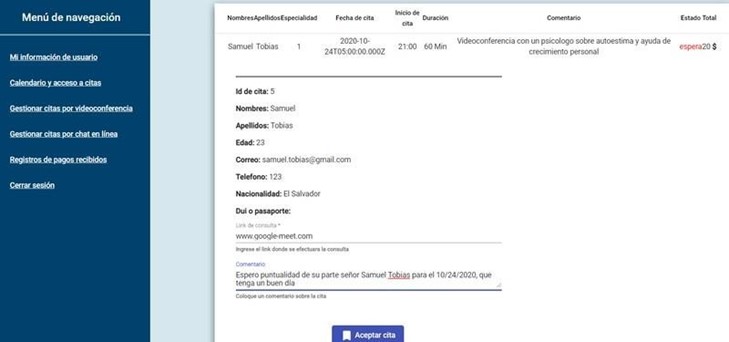 Menú de navegación
Mi información de usuario
Calendario y acceso a citas
Gestionar citas por videoconferencia
Gestionar citas por chat en línea
Registros de pagos recibidos
Cerrar sesión
NombresApellidosEspecialidad Fecha de cita Inicio de cita Duración Comentario Estado Total
Samuel Tobias 1 2020-10-24T05:00:00.000Z 21:00 60 Min Videoconferencia con un psicologo sobre autoestima y ayuda de
crecimiento personal espera20 $
Id de cita: 5
Nombres: Samuel
Apellidos: Tobias
Edad: 23
Correo: samuel.tobias@gmail.com
Telefono: 123
Nacionalidad: El Salvador
Dui o pasaporte:
Link de consulta *
www.google-meet.com
Ingrese el link donde se efectuara la consulta
Comentario
Espero puntualidad de su parte señor Samuel Tobias para el 10/24/2020, que
tenga un buen día
Coloque un comentario sobre la cita
Aceptar cita